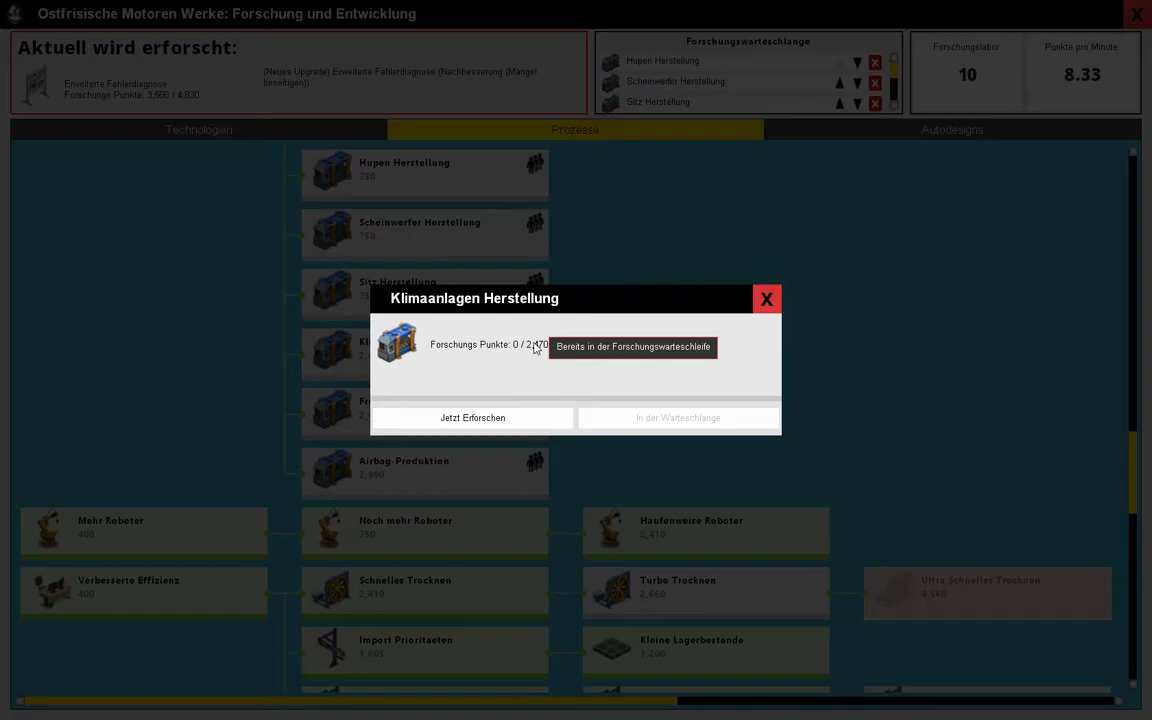 Ostfriesische Motoren Werke: Forschung und Entwicklung
X
Aktuell wird erforscht:
Erweiterte Fehlerdiagnose
Forschungs Punkte: 3,586 / 4,830
(Neues Upgrade) Erweiterte Fehlerdiagnose (Nachbesserung (Mängel
beseitigen))
Forschungswarteschlange
Hupen Herstellung
Scheinwerfer Herstellung
Sitz Herstellung
Forschungslabor:
10
Punkte pro Minute:
8.33
Technologien
Prozesse
Autodesigns
Hupen Herstellung
750
Scheinwerfer Herstellung
750
Sitz Herstellung
Klimaanlagen Herstellung
X
Forschungs Punkte: 0 /
Bereits in der Forschungswarteschleife
Jetzt Erforschen
In der Warteschlange
Airbag-Produktion
2,990
Mehr Roboter
400
Noch mehr Roboter
750
Haufenweise Roboter
2,410
Verbesserte Effizienz
400
Schnelles Trocknen
2,410
Turbo Trocknen
2,660
Ultra Schnelles Trocknen
4,560
Import Prioritaeten
1,605
Kleine Lagerbestände
1,200